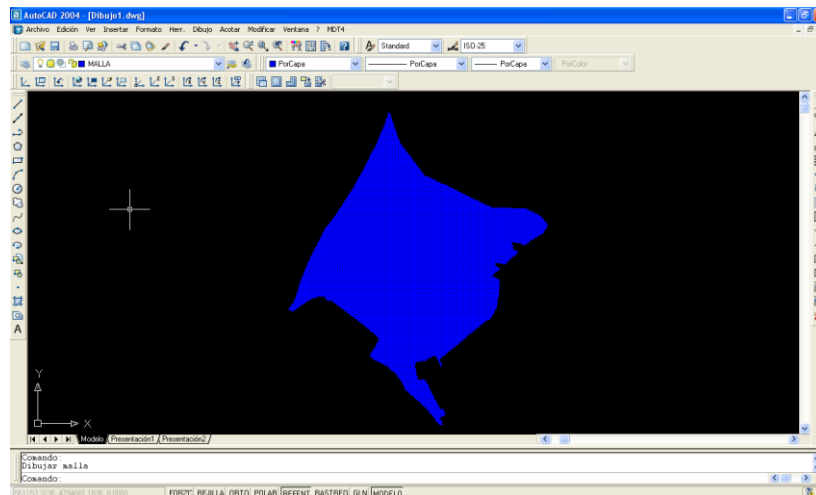 AutoCAD 2004 - [Dibujo1.dwg]
Archivo Edición Ver Insertar Formato Herr. Dibujo Acotar Modificar Ventana ? MDT4
Standard ISO-25
MALLA PorCapa PorCapa PorCapa PorColor
Y
X
Modelo Presentación1 Presentación2
Comando:
Dibujar malla
Comando:
FORZC REJILLA ORTO POLAR REFENT RASTREO GLN MODELO